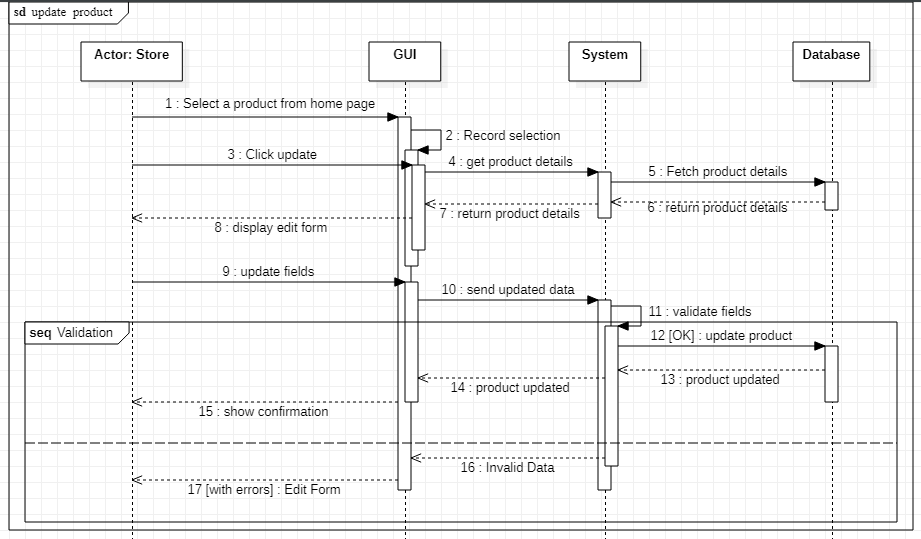 sd update product
Actor: Store
GUI
System
Database
1 : Select a product from home page
2 : Record selection
3 : Click update
4 : get product details
5 : Fetch product details
6 : return product details
7 : return product details
8 : display edit form
9 : update fields
10 : send updated data
11 : validate fields
seq Validation
12 [OK] : update product
13 : product updated
14 : product updated
15 : show confirmation
16 : Invalid Data
17 [with errors] : Edit Form